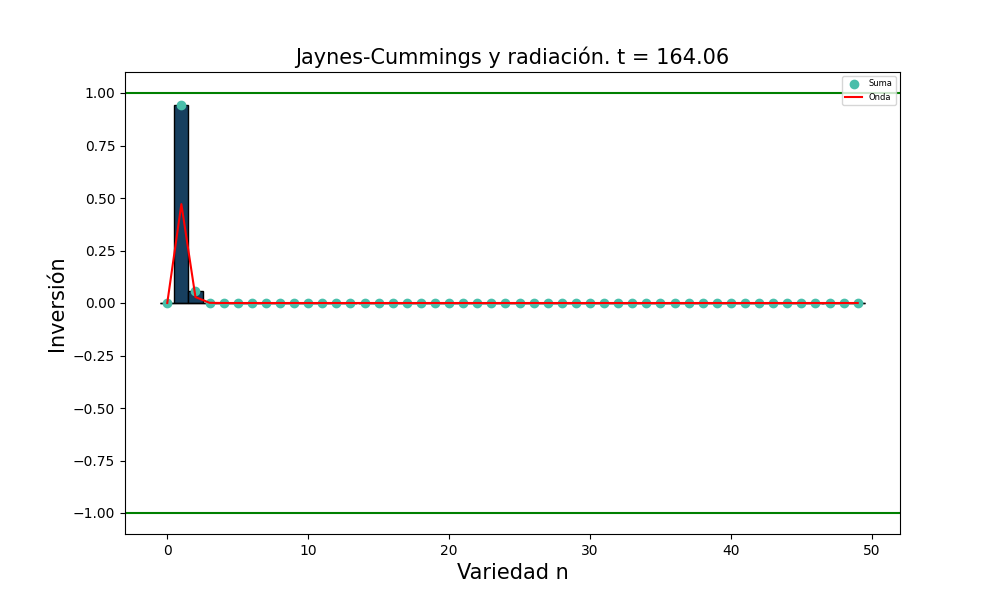 Jaynes-Cummings y radiación. t = 164.06
Suma
Onda
1.00
0.75
0.50
0.25
0.00
−0.25
−0.50
−0.75
−1.00
Inversión
0 10 20 30 40 50
Variedad n